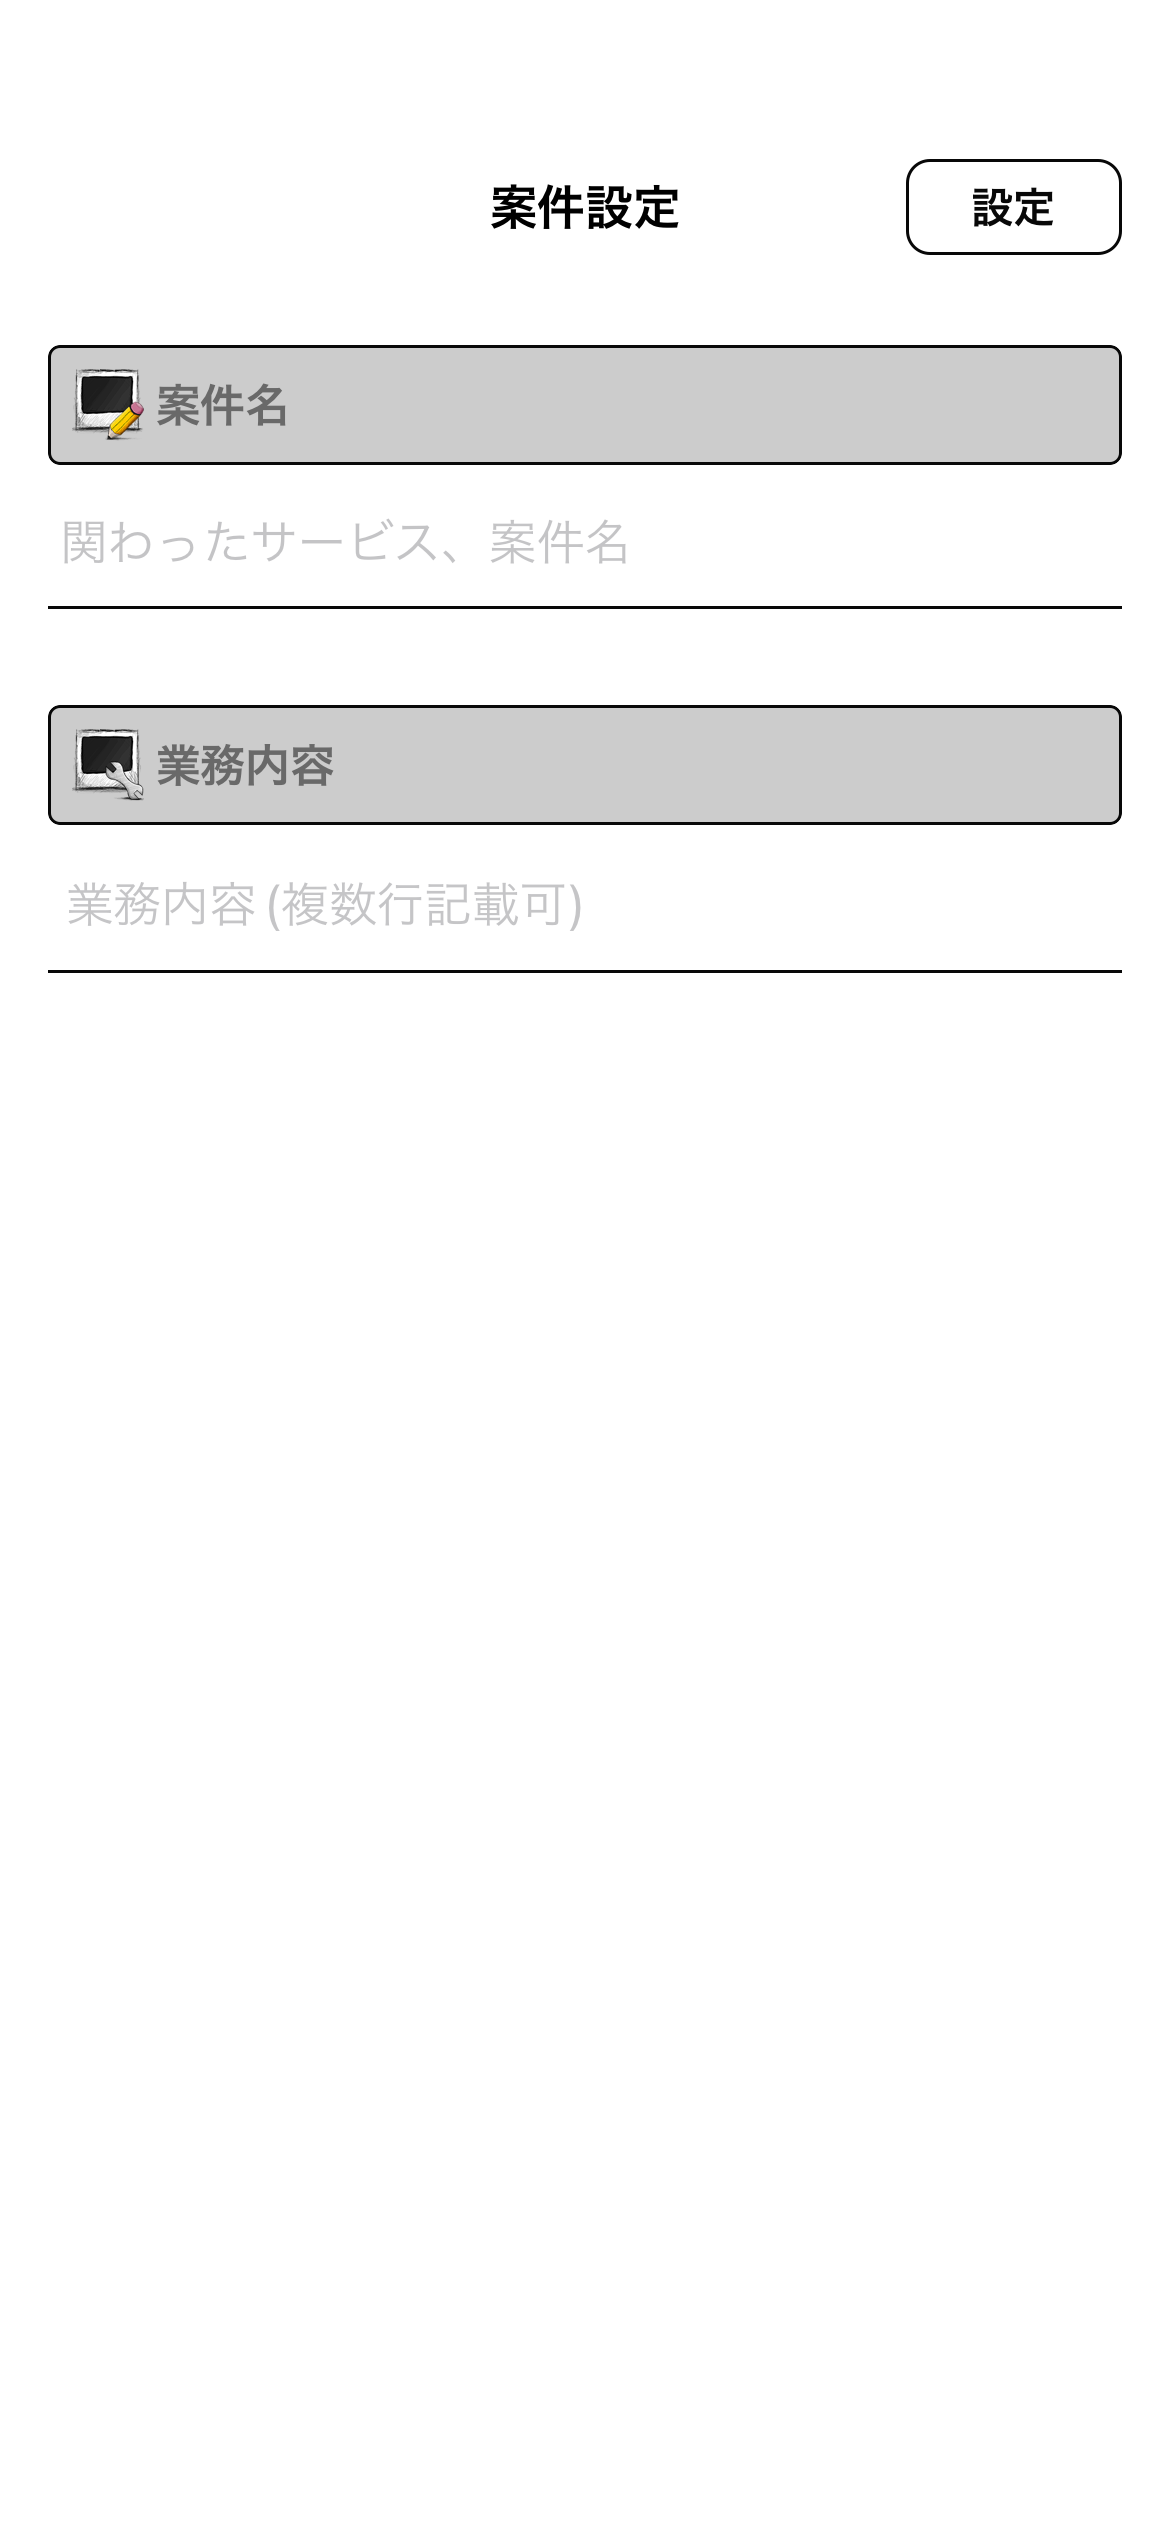 案件設定
設定
案件名
関わったサービス、案件名
業務内容
業務内容 (複数行記載可)